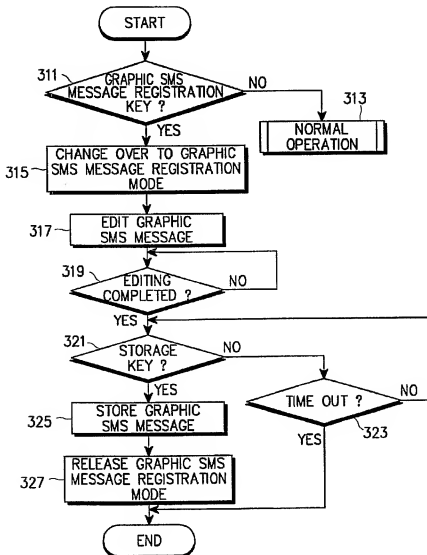 START
311
GRAPHIC SMS
MESSAGE REGISTRATION
KEY ?
NO
YES
313
NORMAL
OPERATION
315
CHANGE OVER TO GRAPHIC
SMS MESSAGE REGISTRATION
MODE
317
EDIT GRAPHIC
SMS MESSAGE
319
EDITING
COMPLETED ?
NO
YES
321
STORAGE
KEY ?
NO
YES
TIME OUT ?
NO
YES
323
325
STORE GRAPHIC
SMS MESSAGE
327
RELEASE GRAPHIC SMS
MESSAGE REGISTRATION
MODE
END